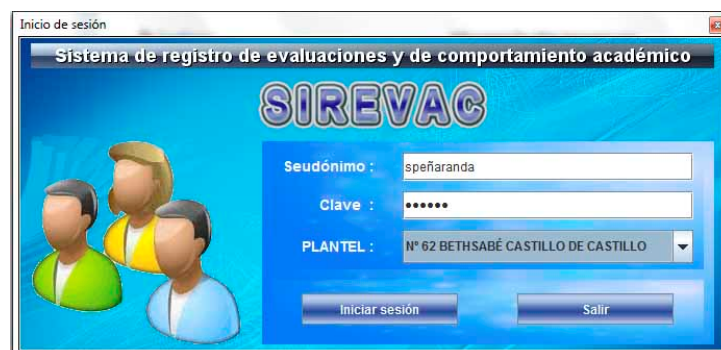 Inicio de sesión
Sistema de registro de evaluaciones y de comportamiento académico
SIREVAC
Seudónimo : speñaranda
Clave : ••••••
PLANTEL : N° 62 BETHSABÉ CASTILLO DE CASTILLO
Iniciar sesión Salir